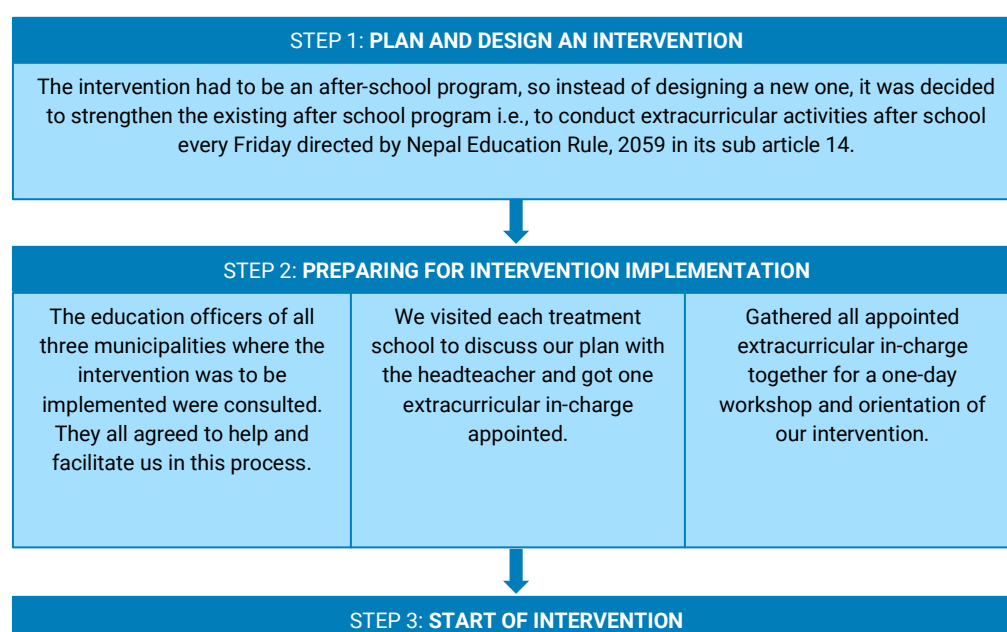 STEP 1: PLAN AND DESIGN AN INTERVENTION
The intervention had to be an after-school program, so instead of designing a new one, it was decided
to strengthen the existing after school program i.e., to conduct extracurricular activities after school
every Friday directed by Nepal Education Rule, 2059 in its sub article 14.
STEP 2: PREPARING FOR INTERVENTION IMPLEMENTATION
The education officers of all
three municipalities where the
intervention was to be
implemented were consulted.
They all agreed to help and
facilitate us in this process.
We visited each treatment
school to discuss our plan with
the headteacher and got one
extracurricular in-charge
appointed.
Gathered all appointed
extracurricular in-charge
together for a one-day
workshop and orientation of
our intervention.
STEP 3: START OF INTERVENTION